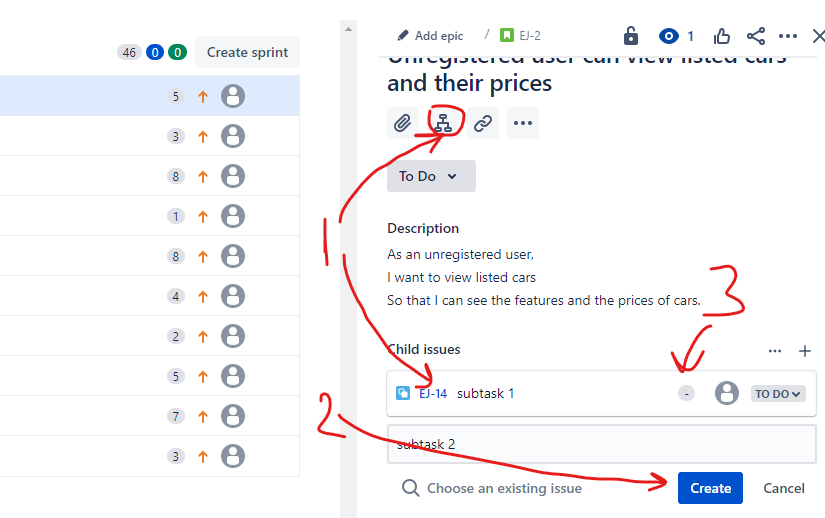 46 0 0 Create sprint
5
3
8
1
8
4
2
5
7
3
Add epic / EJ-2 1
Unregistered user can view listed cars
and their prices
To Do
Description
As an unregistered user,
I want to view listed cars
So that I can see the features and the prices of cars.
Child issues
EJ-14 subtask 1 - TO DO
subtask 2
Choose an existing issue Create Cancel
1
2
3